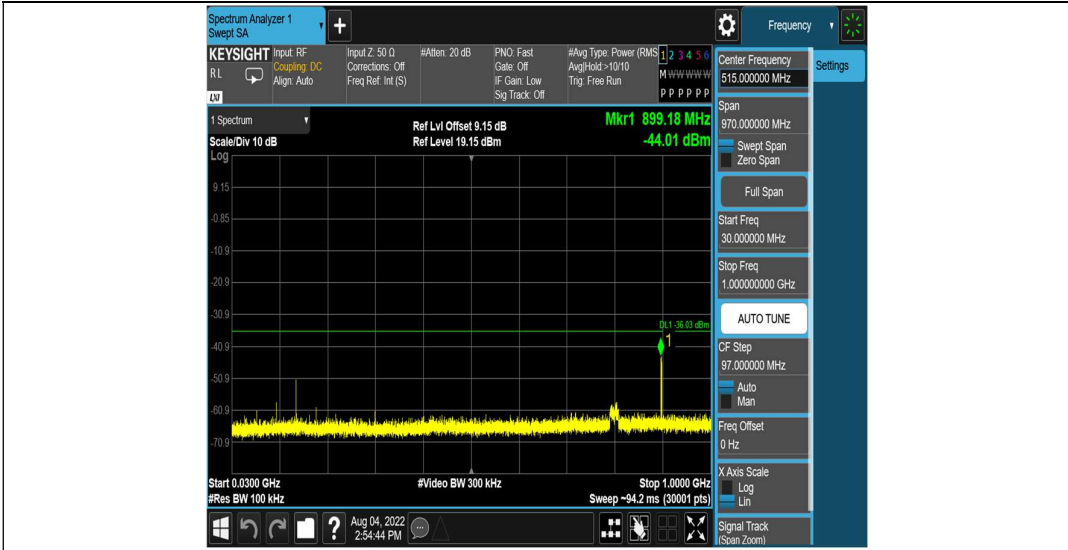 Spectrum Analyzer 1
Swept SA
+
Frequency
KEYSIGHT
RL
LXI
Input: RF
Coupling: DC
Align: Auto
Input Z: 50 Ω
Corrections: Off
Freq Ref: Int (S)
#Atten: 20 dB
PNO: Fast
Gate: Off
IF Gain: Low
Sig Track: Off
#Avg Type: Power (RMS
Avg|Hold:>10/10
Trig: Free Run
1 2 3 4 5 6
M W W W W W
P P P P P P
1 Spectrum
Scale/Div 10 dB
Log
Ref Lvl Offset 9.15 dB
Ref Level 19.15 dBm
Mkr1 899.18 MHz
-44.01 dBm
9.15
-0.85
-10.9
-20.9
-30.9
-40.9
-50.9
-60.9
-70.9
DL1 -36.03 dBm
1
Start 0.0300 GHz
#Res BW 100 kHz
#Video BW 300 kHz
Stop 1.0000 GHz
Sweep ~94.2 ms (30001 pts)
?
Aug 04, 2022
2:54:44 PM
Center Frequency
515.000000 MHz
Settings
Span
970.000000 MHz
Swept Span
Zero Span
Full Span
Start Freq
30.000000 MHz
Stop Freq
1.000000000 GHz
AUTO TUNE
CF Step
97.000000 MHz
Auto
Man
Freq Offset
0 Hz
X Axis Scale
Log
Lin
Signal Track
(Span Zoom)